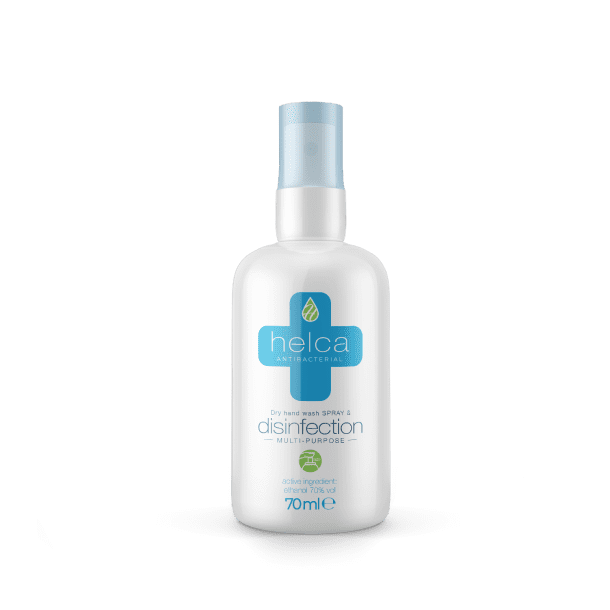 helca
ANTIBACTERIAL
Dry hand wash SPRAY &
disinfection
MULTI-PURPOSE
active ingredient:
ethanol 70% vol
70ml℮